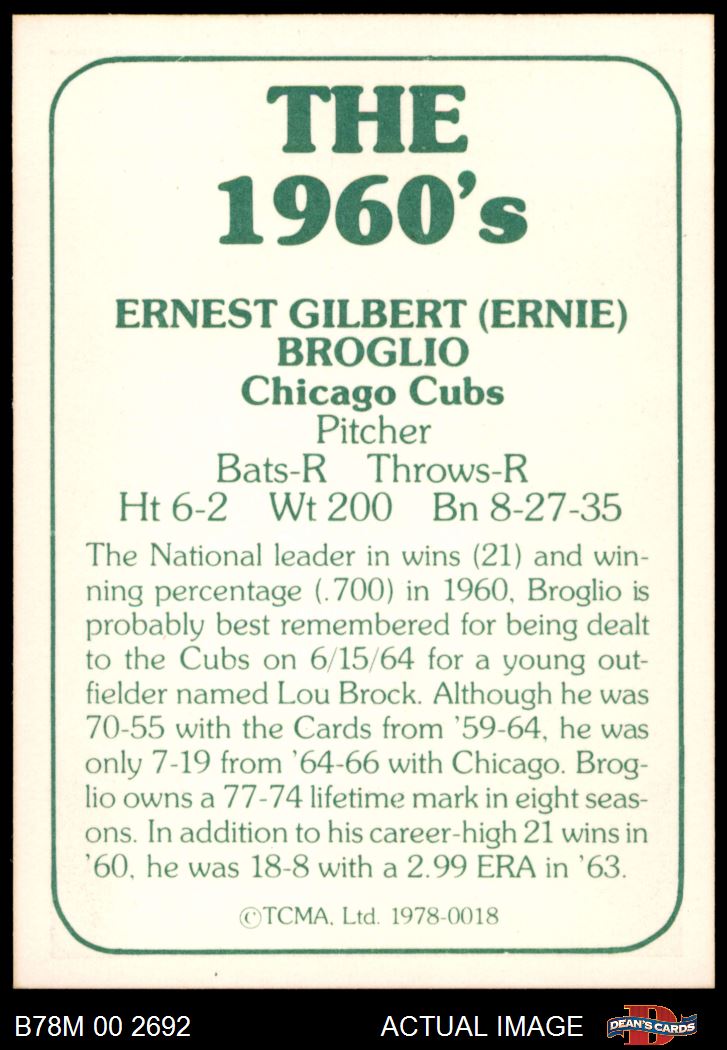 THE
1960's
ERNEST GILBERT (ERNIE)
BROGLIO
Chicago Cubs
Pitcher
Bats-R Throws-R
Ht 6-2 Wt 200 Bn 8-27-35
The National leader in wins (21) and win-
ning percentage (.700) in 1960, Broglio is
probably best remembered for being dealt
to the Cubs on 6/15/64 for a young out-
fielder named Lou Brock. Although he was
70-55 with the Cards from '59-64, he was
only 7-19 from '64-66 with Chicago. Brog-
lio owns a 77-74 lifetime mark in eight seas-
ons. In addition to his career-high 21 wins in
'60, he was 18-8 with a 2.99 ERA in '63.
©TCMA, Ltd. 1978-0018
B78M 00 2692 ACTUAL IMAGE D DEAN'S CARDS